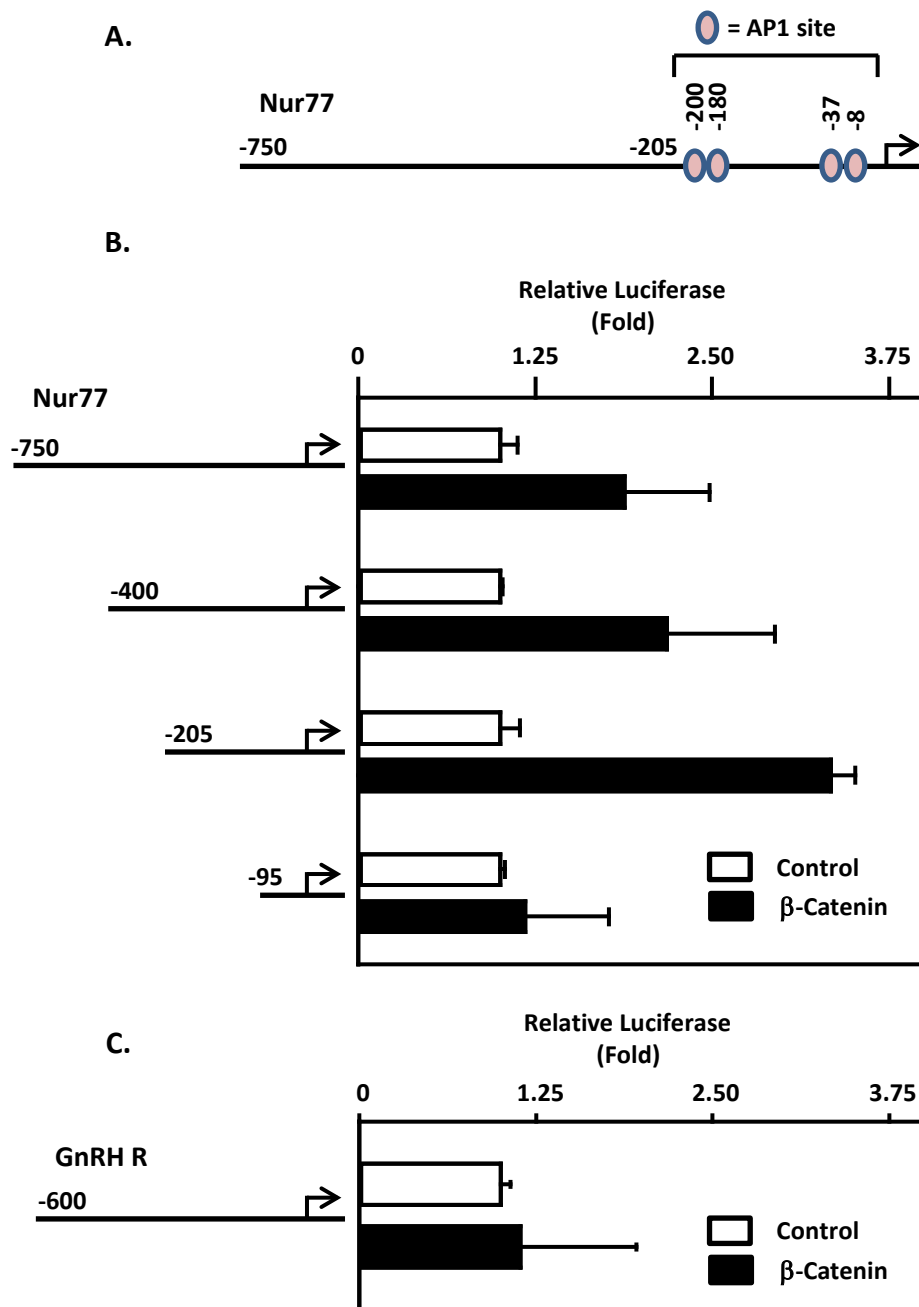 A.
= AP1 site
Nur77
-200
-180
-37
-8
-750
-205
B.
Relative Luciferase
(Fold)
0 1.25 2.50 3.75
Nur77
-750
-400
-205
-95
Control
β-Catenin
C.
Relative Luciferase
(Fold)
0 1.25 2.50 3.75
GnRH R
-600
Control
β-Catenin